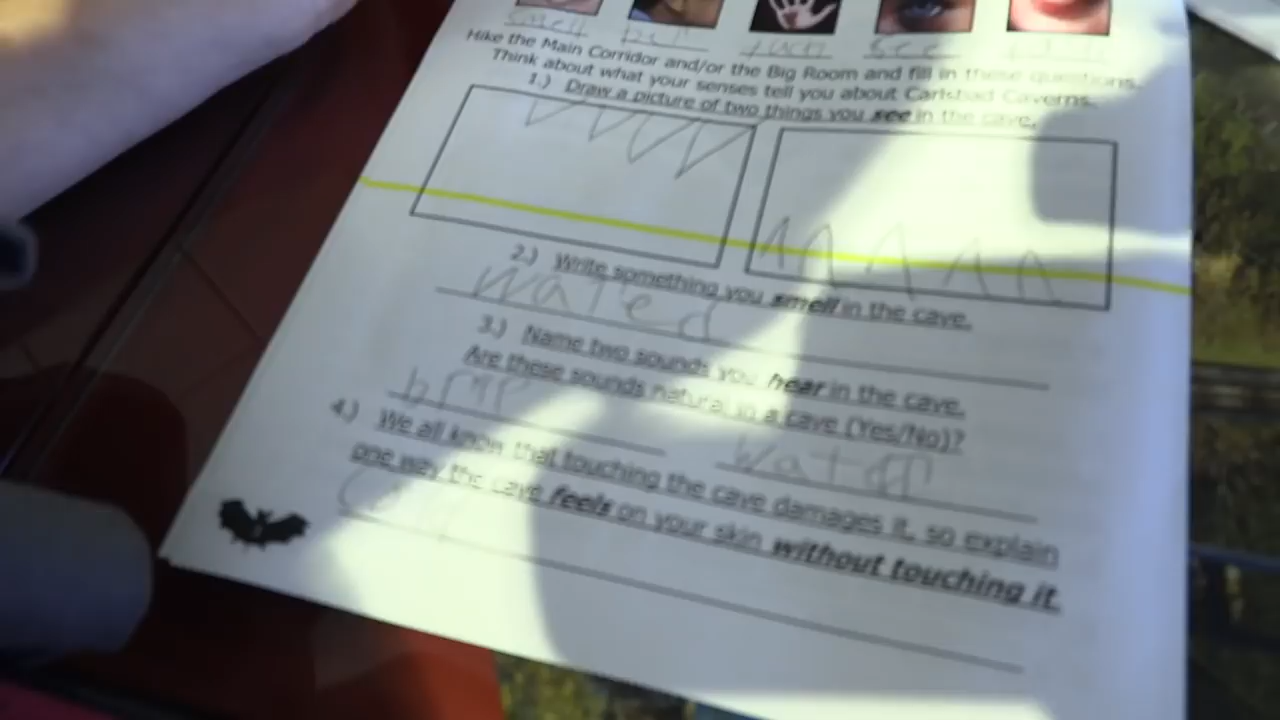 smell see
Hike the Main Corridor and/or the Big Room and fill in these questions.
Think about what your senses tell you about Carlsbad Caverns.
1.) Draw a picture of two things you see in the cave.
2.) Write something you smell in the cave.
water
3.) Name two sounds you hear in the cave.
Are these sounds natural in a cave (Yes/No)?
4.) We all know that touching the cave damages it, so explain
one way the cave feels on your skin without touching it.